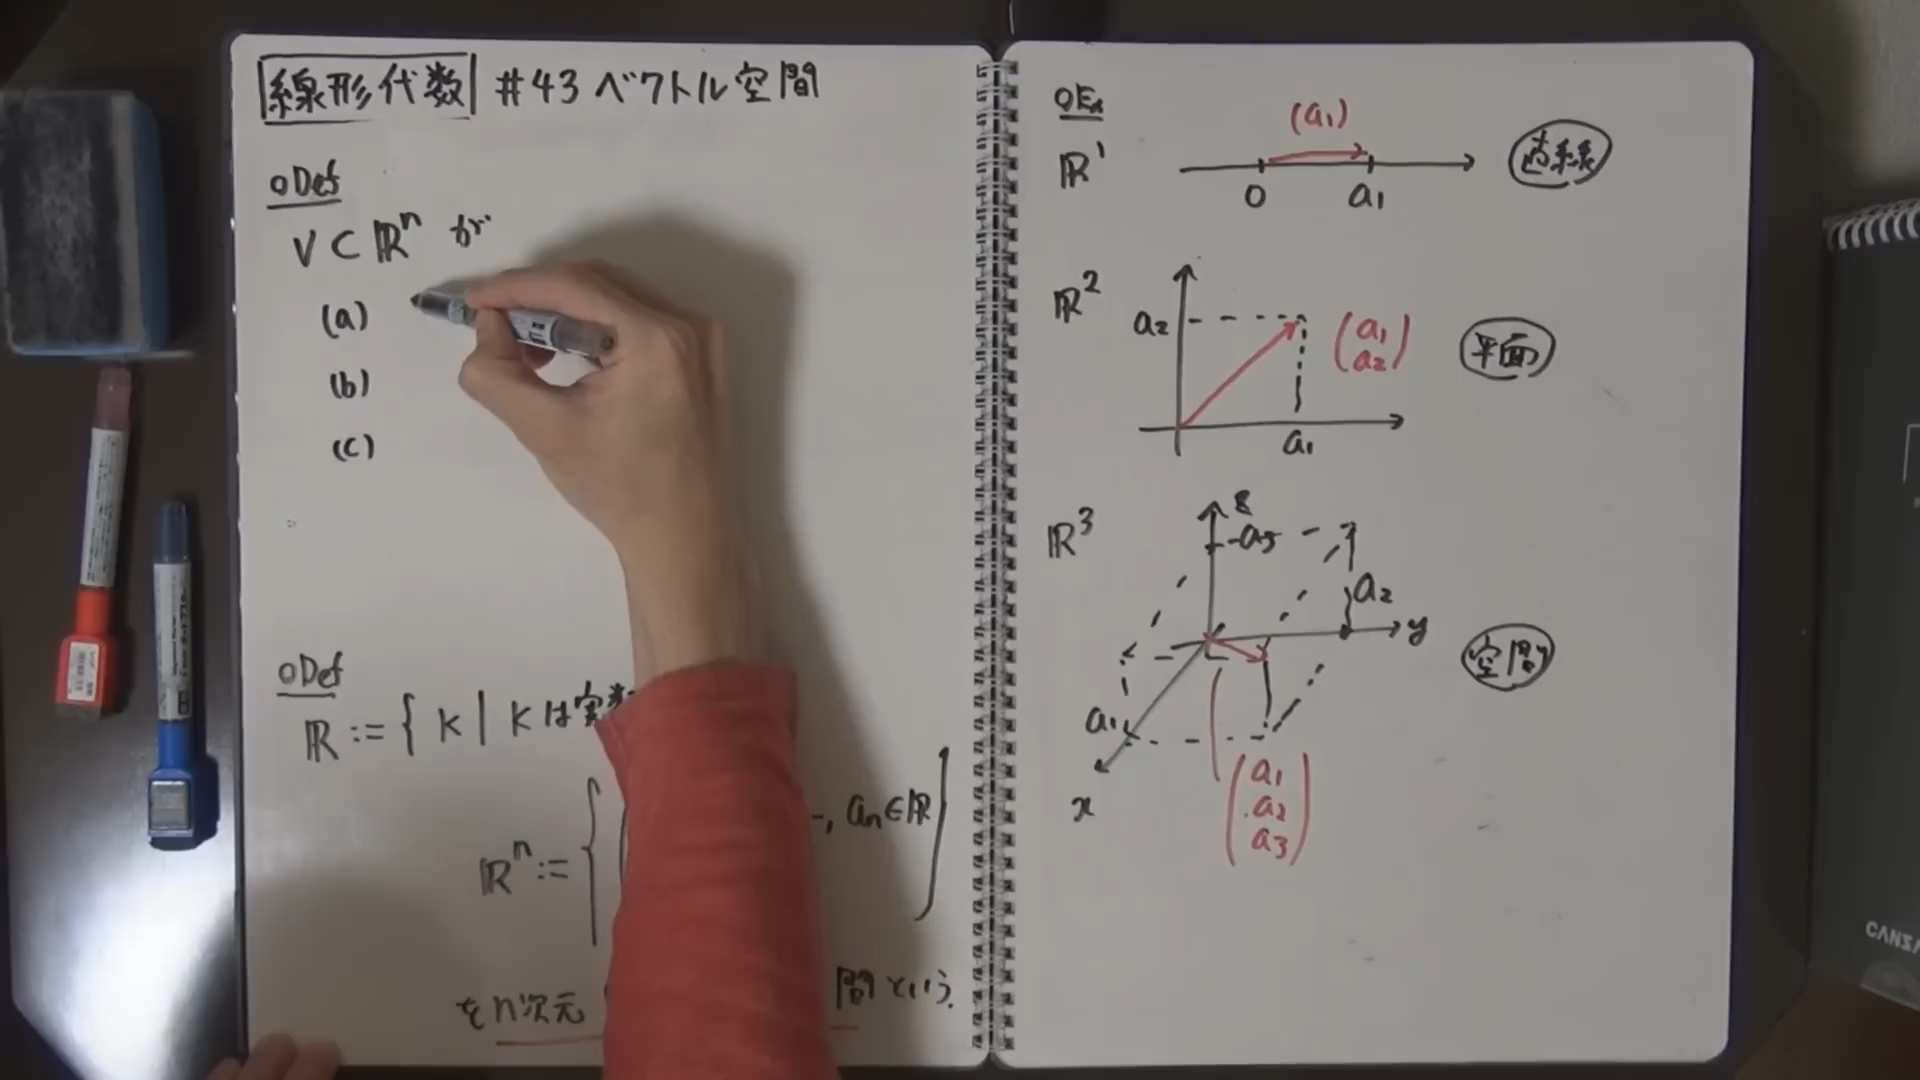 線形代数 #43 ベクトル空間
○Def
V ⊂ ℝⁿ が
(a)
(b)
(c)
○Def
ℝ := { k | kは実数
ℝⁿ := {
-, aₙ∈ℝ }
をn次元
間という.
○Ex
ℝ¹
(a₁)
0
a₁
直線
ℝ²
a₂
(a₁
a₂)
a₁
平面
ℝ³
z
a₃
a₂
y
a₁
x
空間
(a₁
a₂
a₃)
CANSA